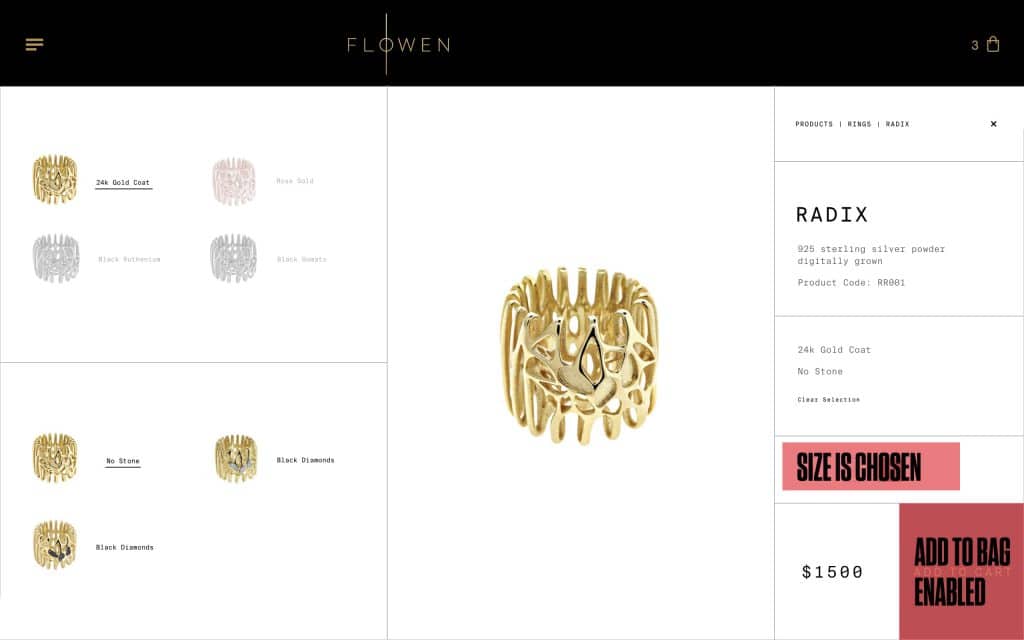 FLOWEN
3
24k Gold Coat
Rose Gold
Black Ruthenium
Black Gompts
No Stone
Black Diamonds
Black Diamonds
PRODUCTS | RINGS | RADIX
RADIX
925 sterling silver powder
digitally grown
Product Code: RR001
24k Gold Coat
No Stone
Clear Selection
SIZE IS CHOSEN
$1500
ADD TO BAG
ADD TO CART
ENABLED